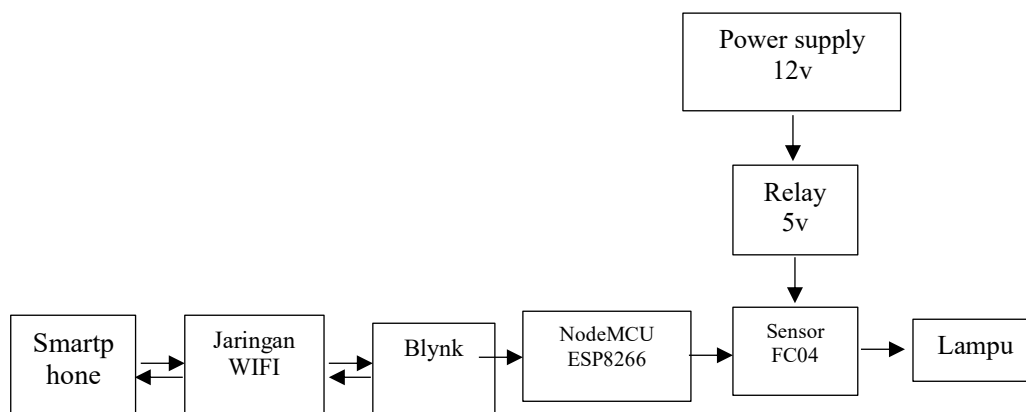 Power supply
12v
Relay
5v
Smartp
hone
Jaringan
WIFI
Blynk
NodeMCU
ESP8266
Sensor
FC04
Lampu